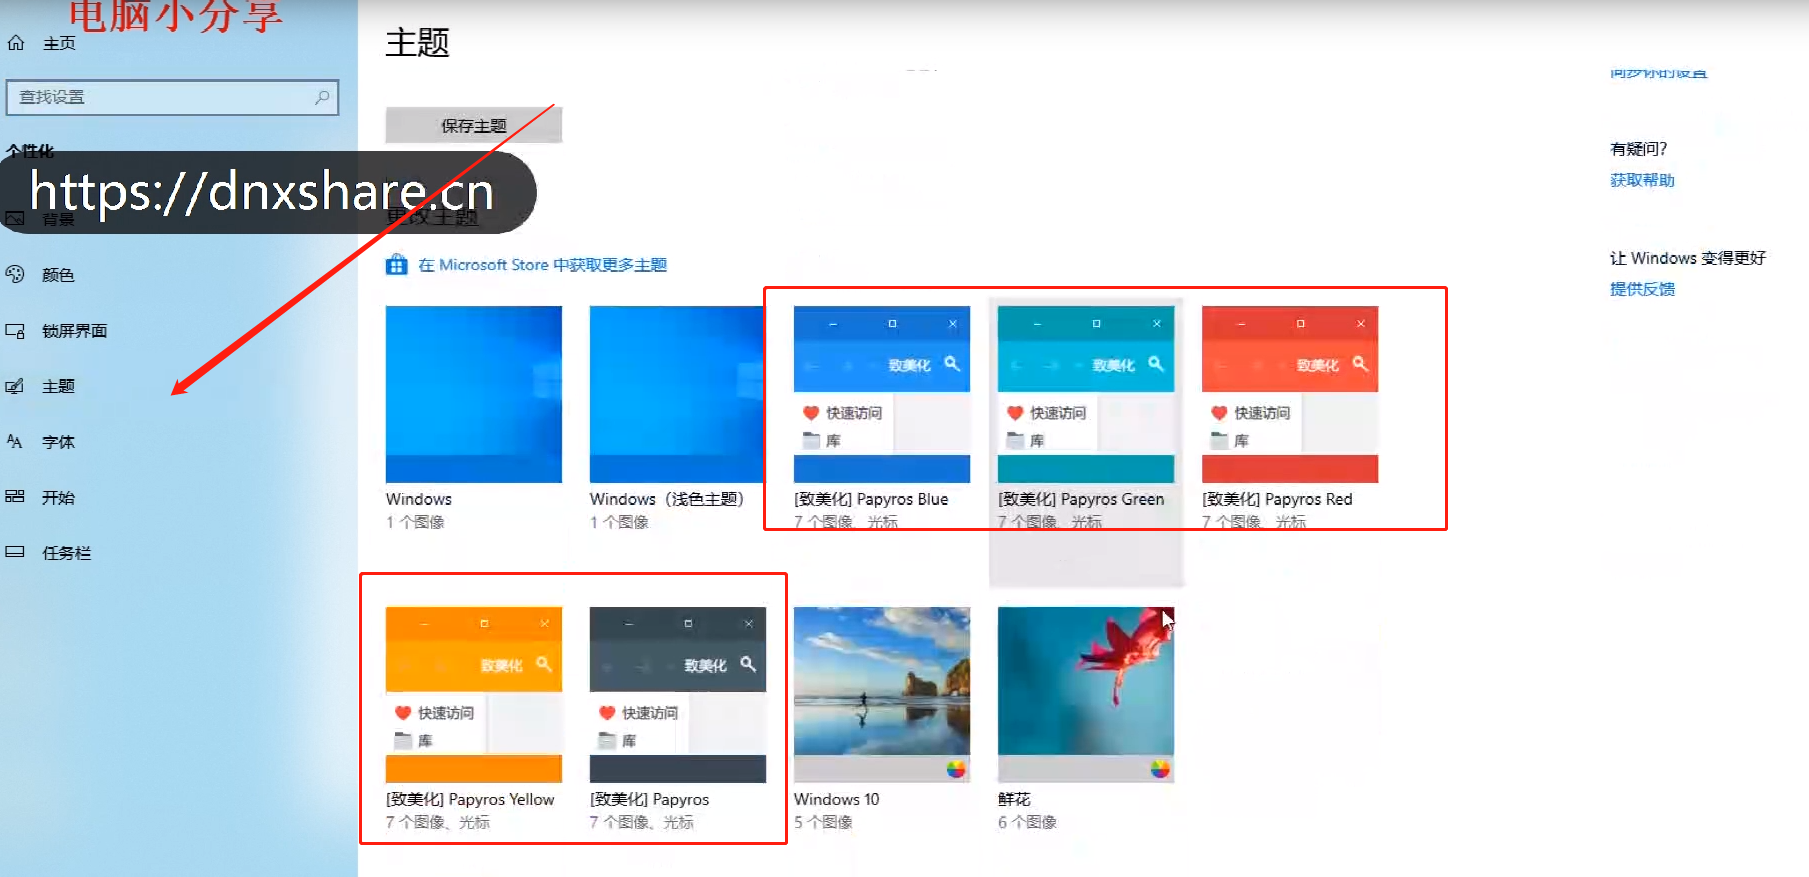 电脑小分享
主页
查找设置
个性化
https://dnxshare.cn
背景
颜色
锁屏界面
主题
字体
开始
任务栏
主题
保存主题
更改主题
在 Microsoft Store 中获取更多主题
致美化
快速访问
库
致美化
快速访问
库
致美化
快速访问
库
Windows
1 个图像
Windows（浅色主题）
1 个图像
[致美化] Papyros Blue
7 个图像、光标
[致美化] Papyros Green
7 个图像、光标
[致美化] Papyros Red
7 个图像、光标
致美化
快速访问
库
致美化
快速访问
库
[致美化] Papyros Yellow
7 个图像、光标
[致美化] Papyros
7 个图像、光标
Windows 10
5 个图像
鲜花
6 个图像
同步你的设置
有疑问?
获取帮助
让 Windows 变得更好
提供反馈